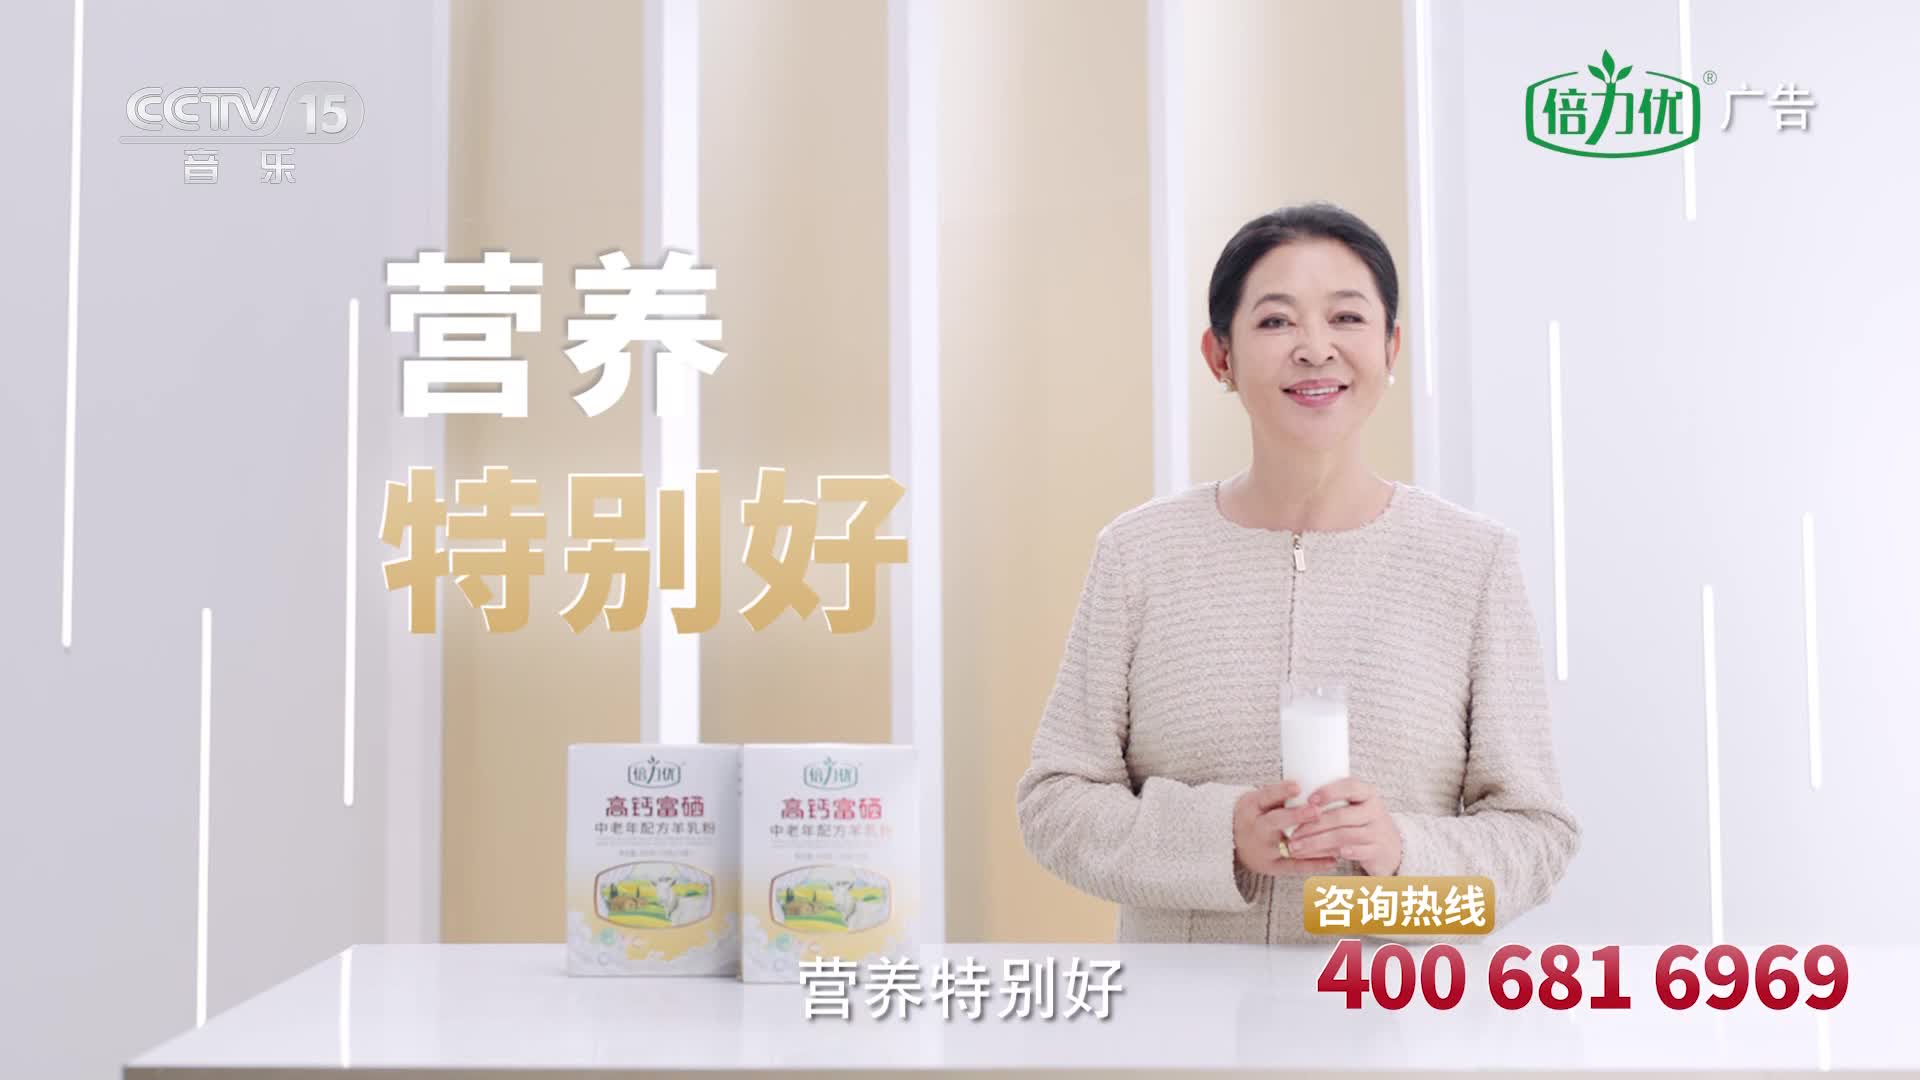 CCTV 15
音乐
倍力优® 广告
营养
特别好
倍力优
高钙富硒
中老年配方羊乳粉
倍力优
高钙富硒
中老年配方羊乳粉
咨询热线
400 681 6969
营养特别好